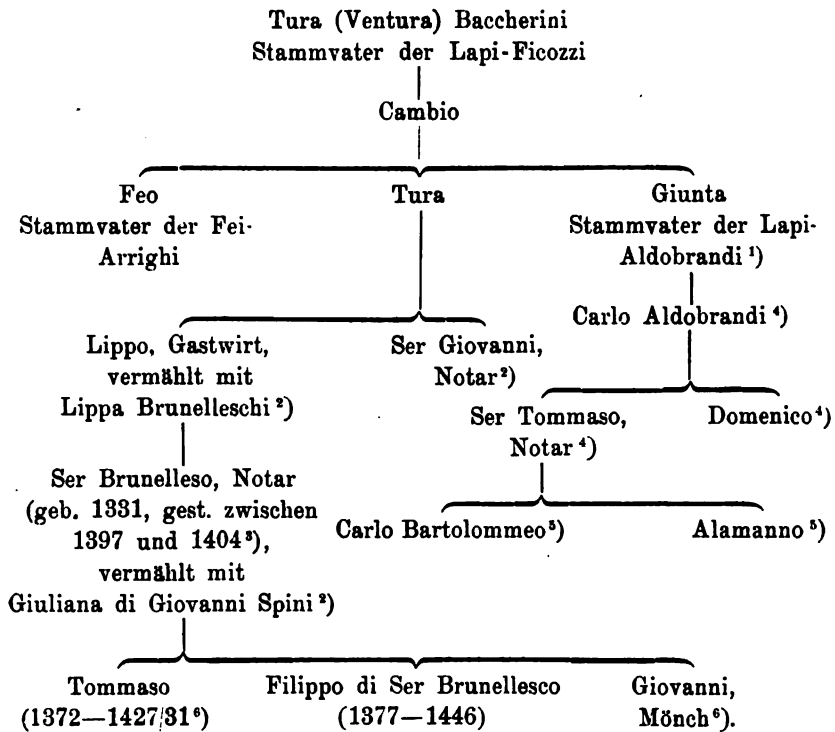 Tura (Ventura) Baccherini
Stammvater der Lapi-Ficozzi
Cambio
Feo
Stammvater der Fei-
Arrighi
Tura
Giunta
Stammvater der Lapi-
Aldobrandi ¹)
Carlo Aldobrandi ⁴)
Lippo, Gastwirt,
vermählt mit
Lippa Brunelleschi ²)
Ser Giovanni,
Notar ²)
Ser Tommaso,
Notar ⁴)
Domenico ⁴)
Ser Brunelleso, Notar
(geb. 1331, gest. zwischen
1397 und 1404 ³),
vermählt mit
Giuliana di Giovanni Spini ²)
Carlo Bartolommeo ⁵)
Alamanno ⁵)
Tommaso
(1372—1427/31 ⁶)
Filippo di Ser Brunellesco
(1377—1446)
Giovanni,
Mönch ⁶).